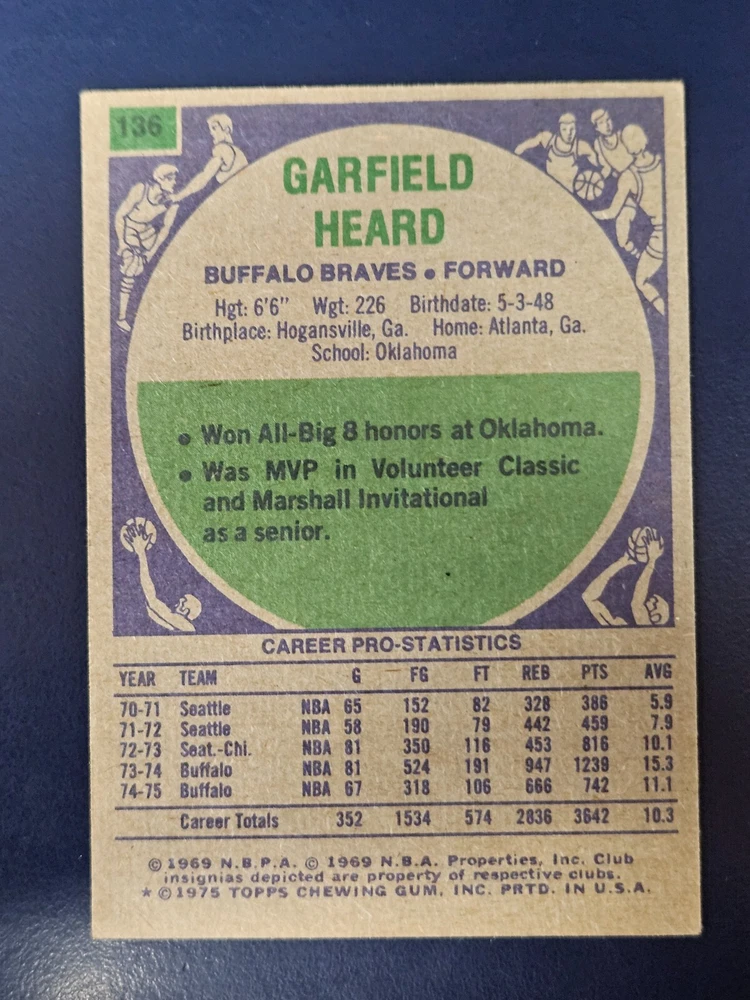 136
GARFIELD
HEARD
BUFFALO BRAVES • FORWARD
Hgt: 6'6" Wgt: 226 Birthdate: 5-3-48
Birthplace: Hogansville, Ga. Home: Atlanta, Ga.
School: Oklahoma
• Won All-Big 8 honors at Oklahoma.
• Was MVP in Volunteer Classic
and Marshall Invitational
as a senior.
CAREER PRO-STATISTICS
YEAR TEAM G FG FT REB PTS AVG
70-71 Seattle NBA 65 152 82 328 386 5.9
71-72 Seattle NBA 58 190 79 442 459 7.9
72-73 Seat.-Chi. NBA 81 350 116 453 816 10.1
73-74 Buffalo NBA 81 524 191 947 1239 15.3
74-75 Buffalo NBA 67 318 106 666 742 11.1
Career Totals 352 1534 574 2836 3642 10.3
© 1969 N.B.P.A. © 1969 N.B.A. Properties, Inc. Club
insignias depicted are property of respective clubs.
* © 1975 TOPPS CHEWING GUM, INC. PRTD. IN U.S.A.